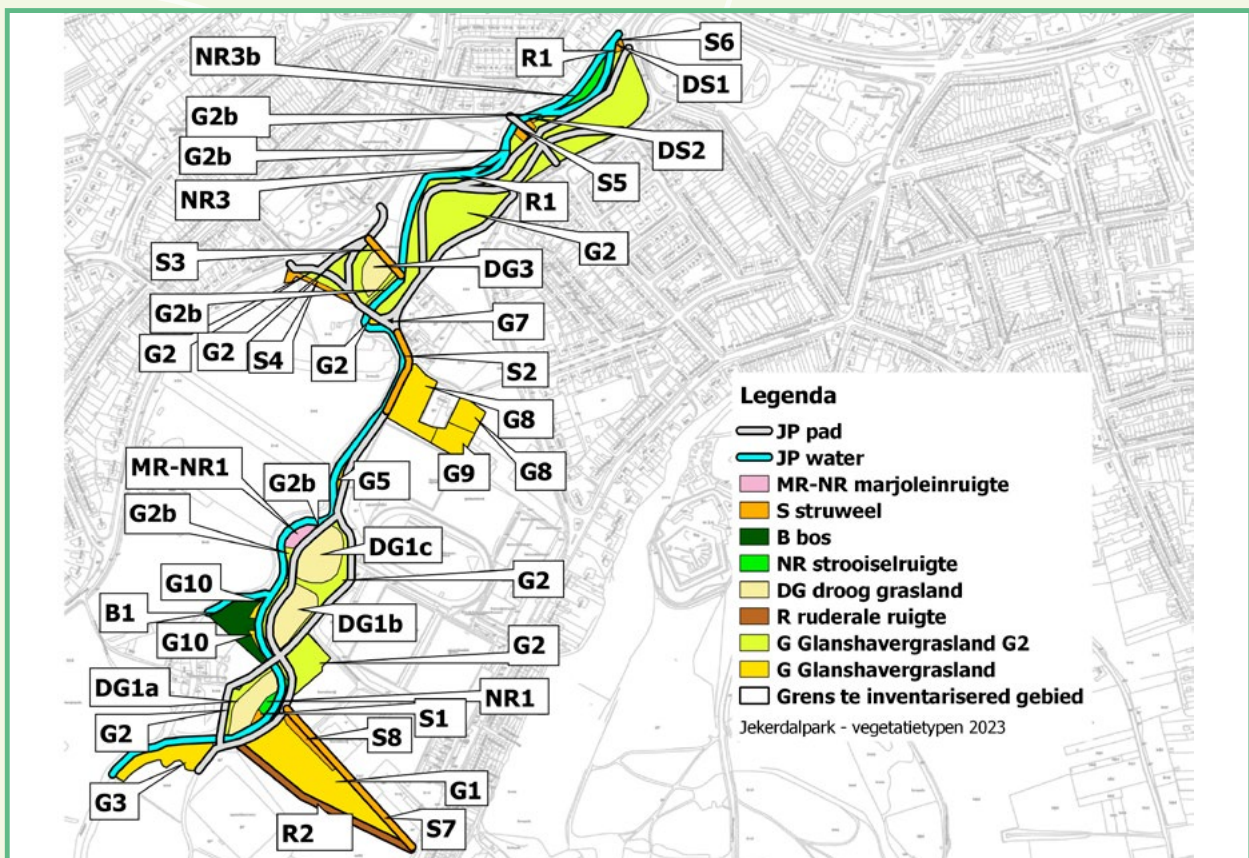 S6
NR3b
R1
DS1
G2b
DS2
G2b
S5
NR3
R1
G2
S3
DG3
G2b
G7
G2
G2
S4
G2
S2
G8
G9
G8
MR-NR1
G2b
G5
G2b
DG1c
G10
G2
B1
DG1b
G10
G2
DG1a
NR1
G2
S1
S8
G1
G3
R2
S7
Legenda
JP pad
JP water
MR-NR marjoleinruigte
S struweel
B bos
NR strooiselruigte
DG droog grasland
R ruderale ruigte
G Glanshavergrasland G2
G Glanshavergrasland
Grens te inventarisered gebied
Jekerdalpark - vegetatietypen 2023